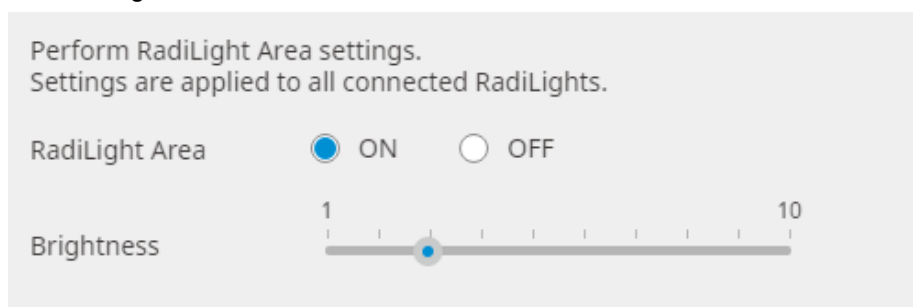 Perform RadiLight Area settings.
Settings are applied to all connected RadiLights.
RadiLight Area ON OFF
1 10
Brightness